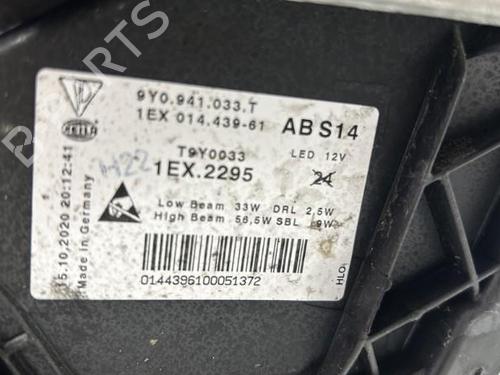 PARTS
9Y0.941.033.T
1EX 014.439-61
ABS14
HELLA
T9Y0033
LED 12V
H22
1EX.2295
24
Low Beam 33W DRL 2,5W
High Beam 56,5W SBL 9W
15.10.2020 20:12:41
Made in Germany
0144396100051372
HLO